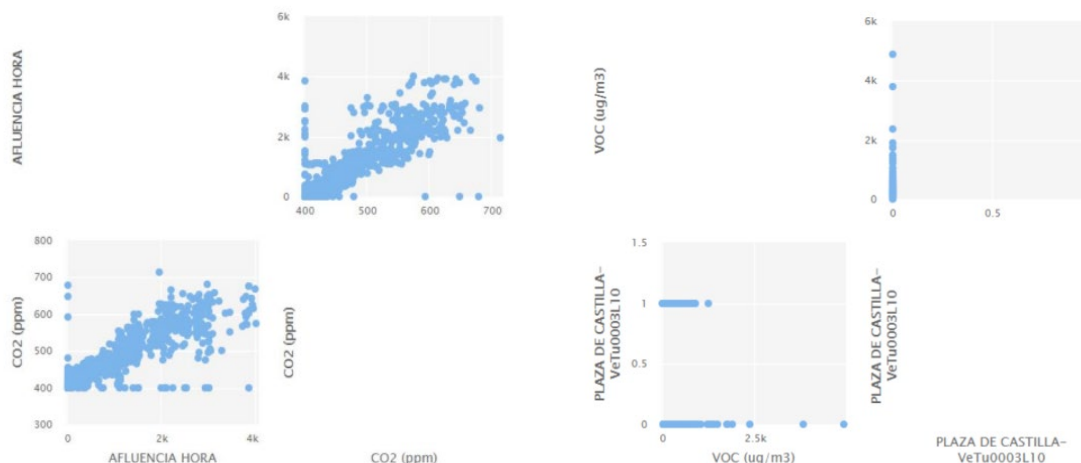 6k
4k
2k
0
400
500
600
700
AFLUENCIA HORA
6k
4k
2k
0
0
0.5
VOC (ug/m3)
800
700
600
500
400
300
0
2k
4k
CO2 (ppm)
AFLUENCIA HORA
CO2 (ppm)
CO2 (ppm)
1.5
1
0.5
0
0
2.5k
PLAZA DE CASTILLA-
VeTu0003L10
VOC (ug/m3)
PLAZA DE CASTILLA-
VeTu0003L10
PLAZA DE CASTILLA-
VeTu0003L10